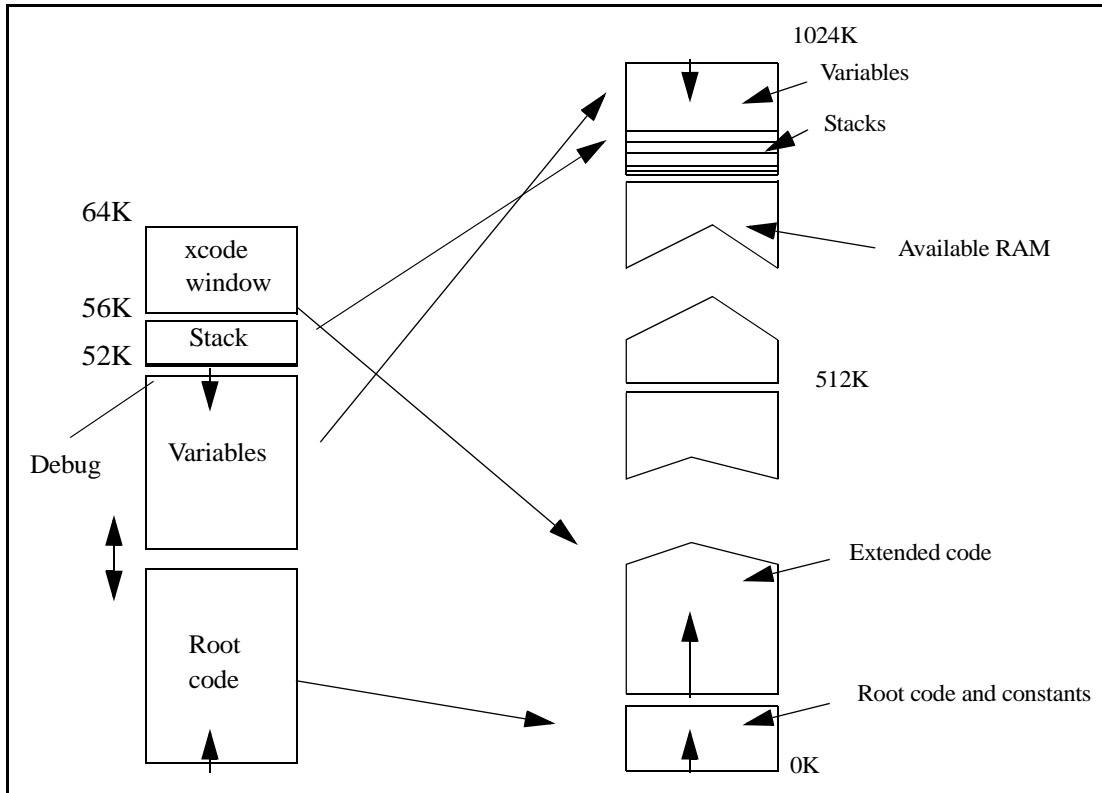 64K
xcode
window
56K
Stack
52K
Debug
Variables
Root
code
1024K
Variables
Stacks
Available RAM
512K
Extended code
Root code and constants
0K